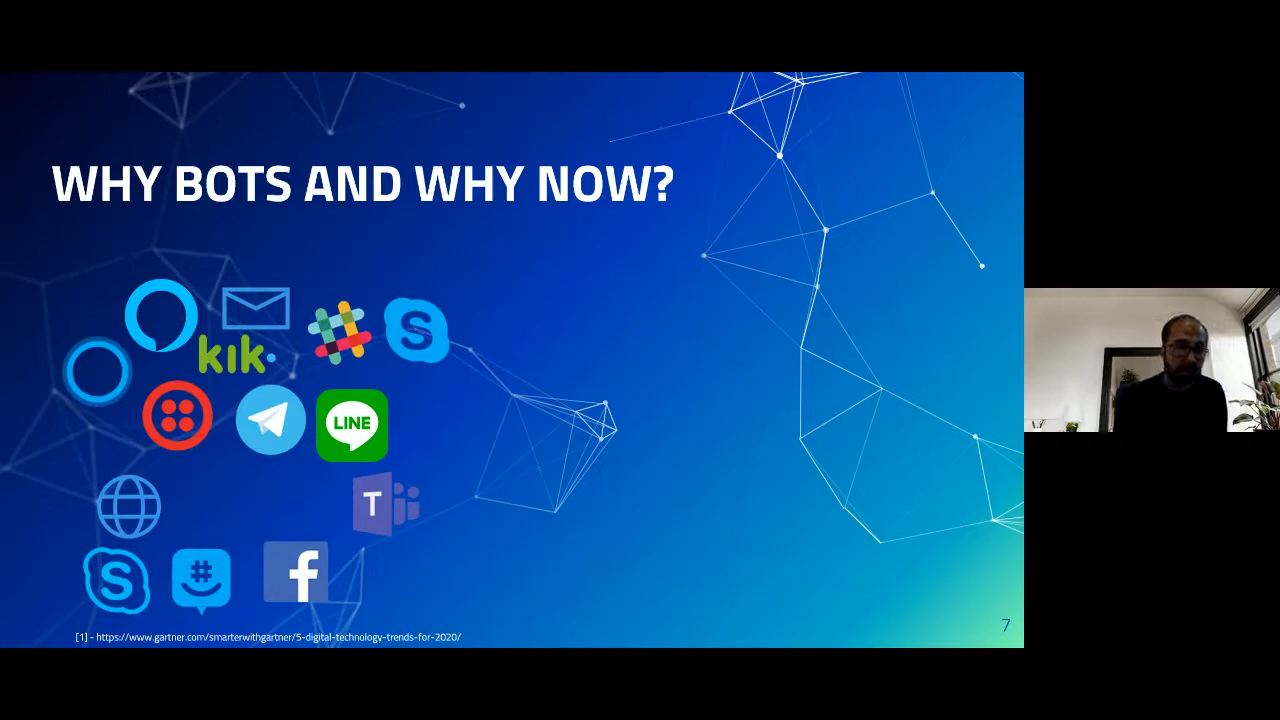 WHY BOTS AND WHY NOW?
kik
S
LINE
T
S
#
f
[1] - https://www.gartner.com/smarterwithgartner/5-digital-technology-trends-for-2020/
7